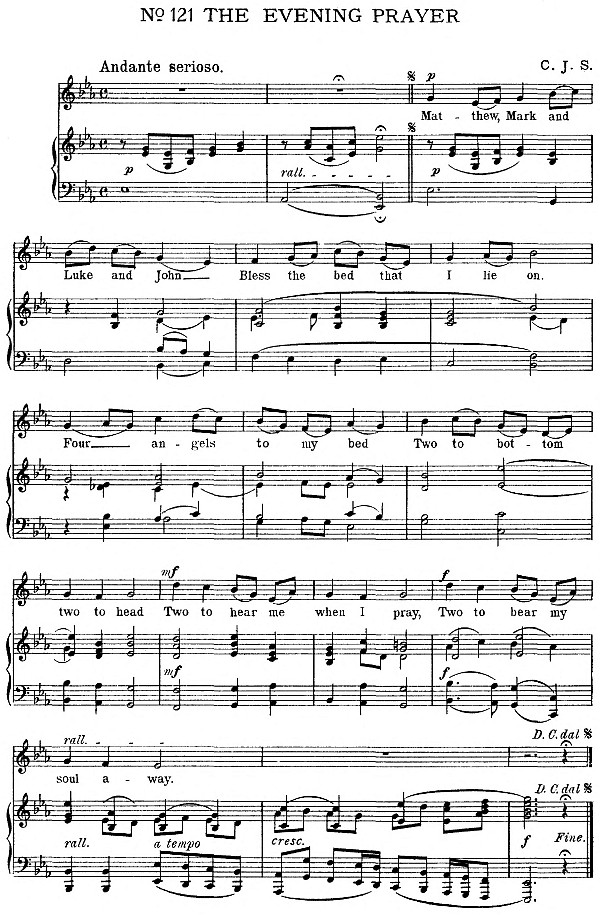 No 121 THE EVENING PRAYER
Andante serioso.
C. J. S.
p
Mat- thew, Mark and
p
rall.
Luke and John Bless the bed that I lie on.
Four an- gels to my bed Two to bot- tom
mf
f
two to head Two to hear me when I pray, Two to bear my
mf
f
rall.
D. C. dal
soul a- way.
D. C. dal
rall. a tempo cresc. f Fine.